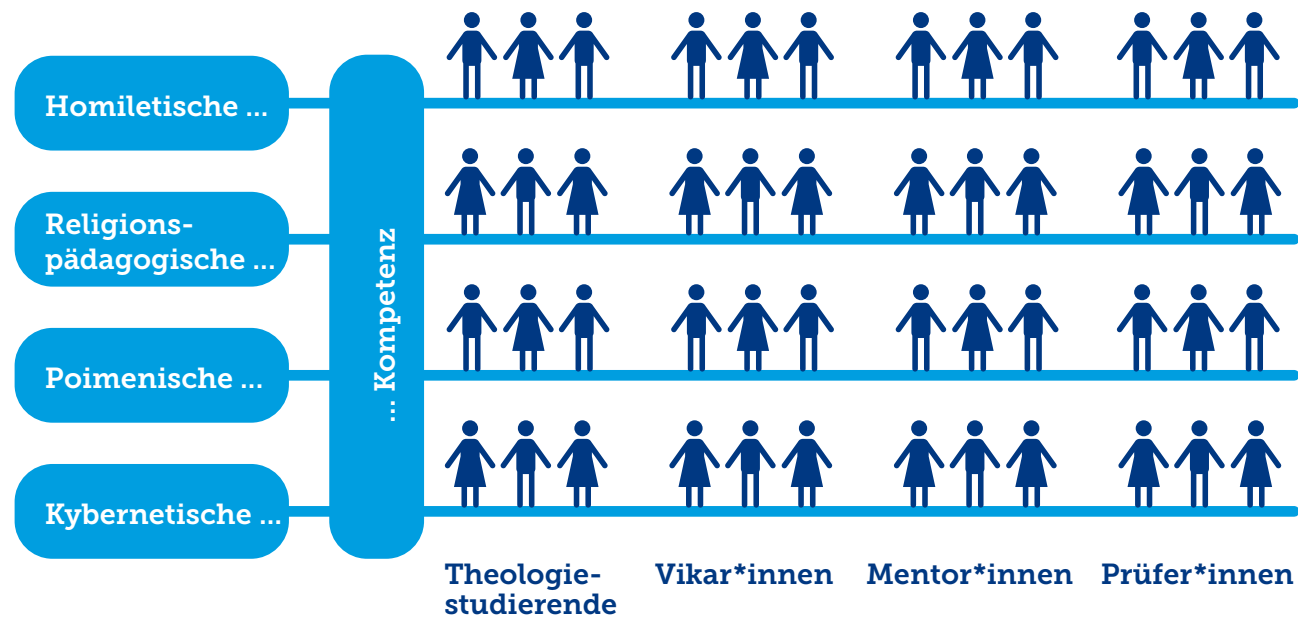 Homiletische ...
Religions-
pädagogische ...
Poimenische ...
Kybernetische ...
... Kompetenz
Theologie-
studierende
Vikar*innen
Mentor*innen
Prüfer*innen